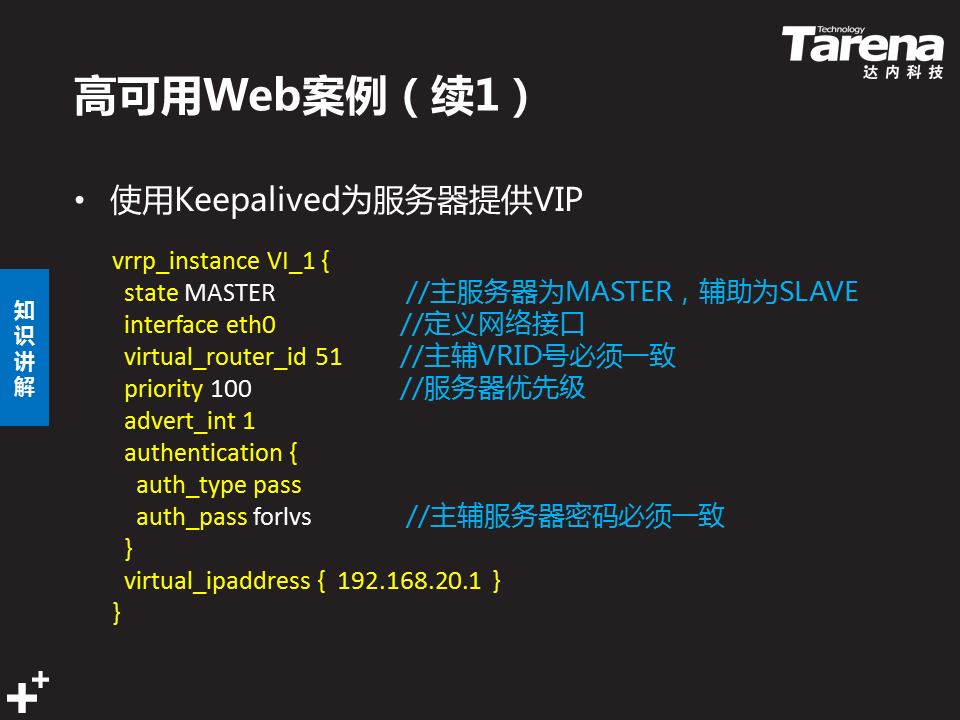 Technology
Tarena
达内科技
高可用Web案例（续1）
• 使用Keepalived为服务器提供VIP
vrrp_instance VI_1 {
state MASTER //主服务器为MASTER，辅助为SLAVE
interface eth0 //定义网络接口
virtual_router_id 51 //主辅VRID号必须一致
priority 100 //服务器优先级
advert_int 1
authentication {
auth_type pass
auth_pass forlvs //主辅服务器密码必须一致
}
virtual_ipaddress { 192.168.20.1 }
}
知
识
讲
解